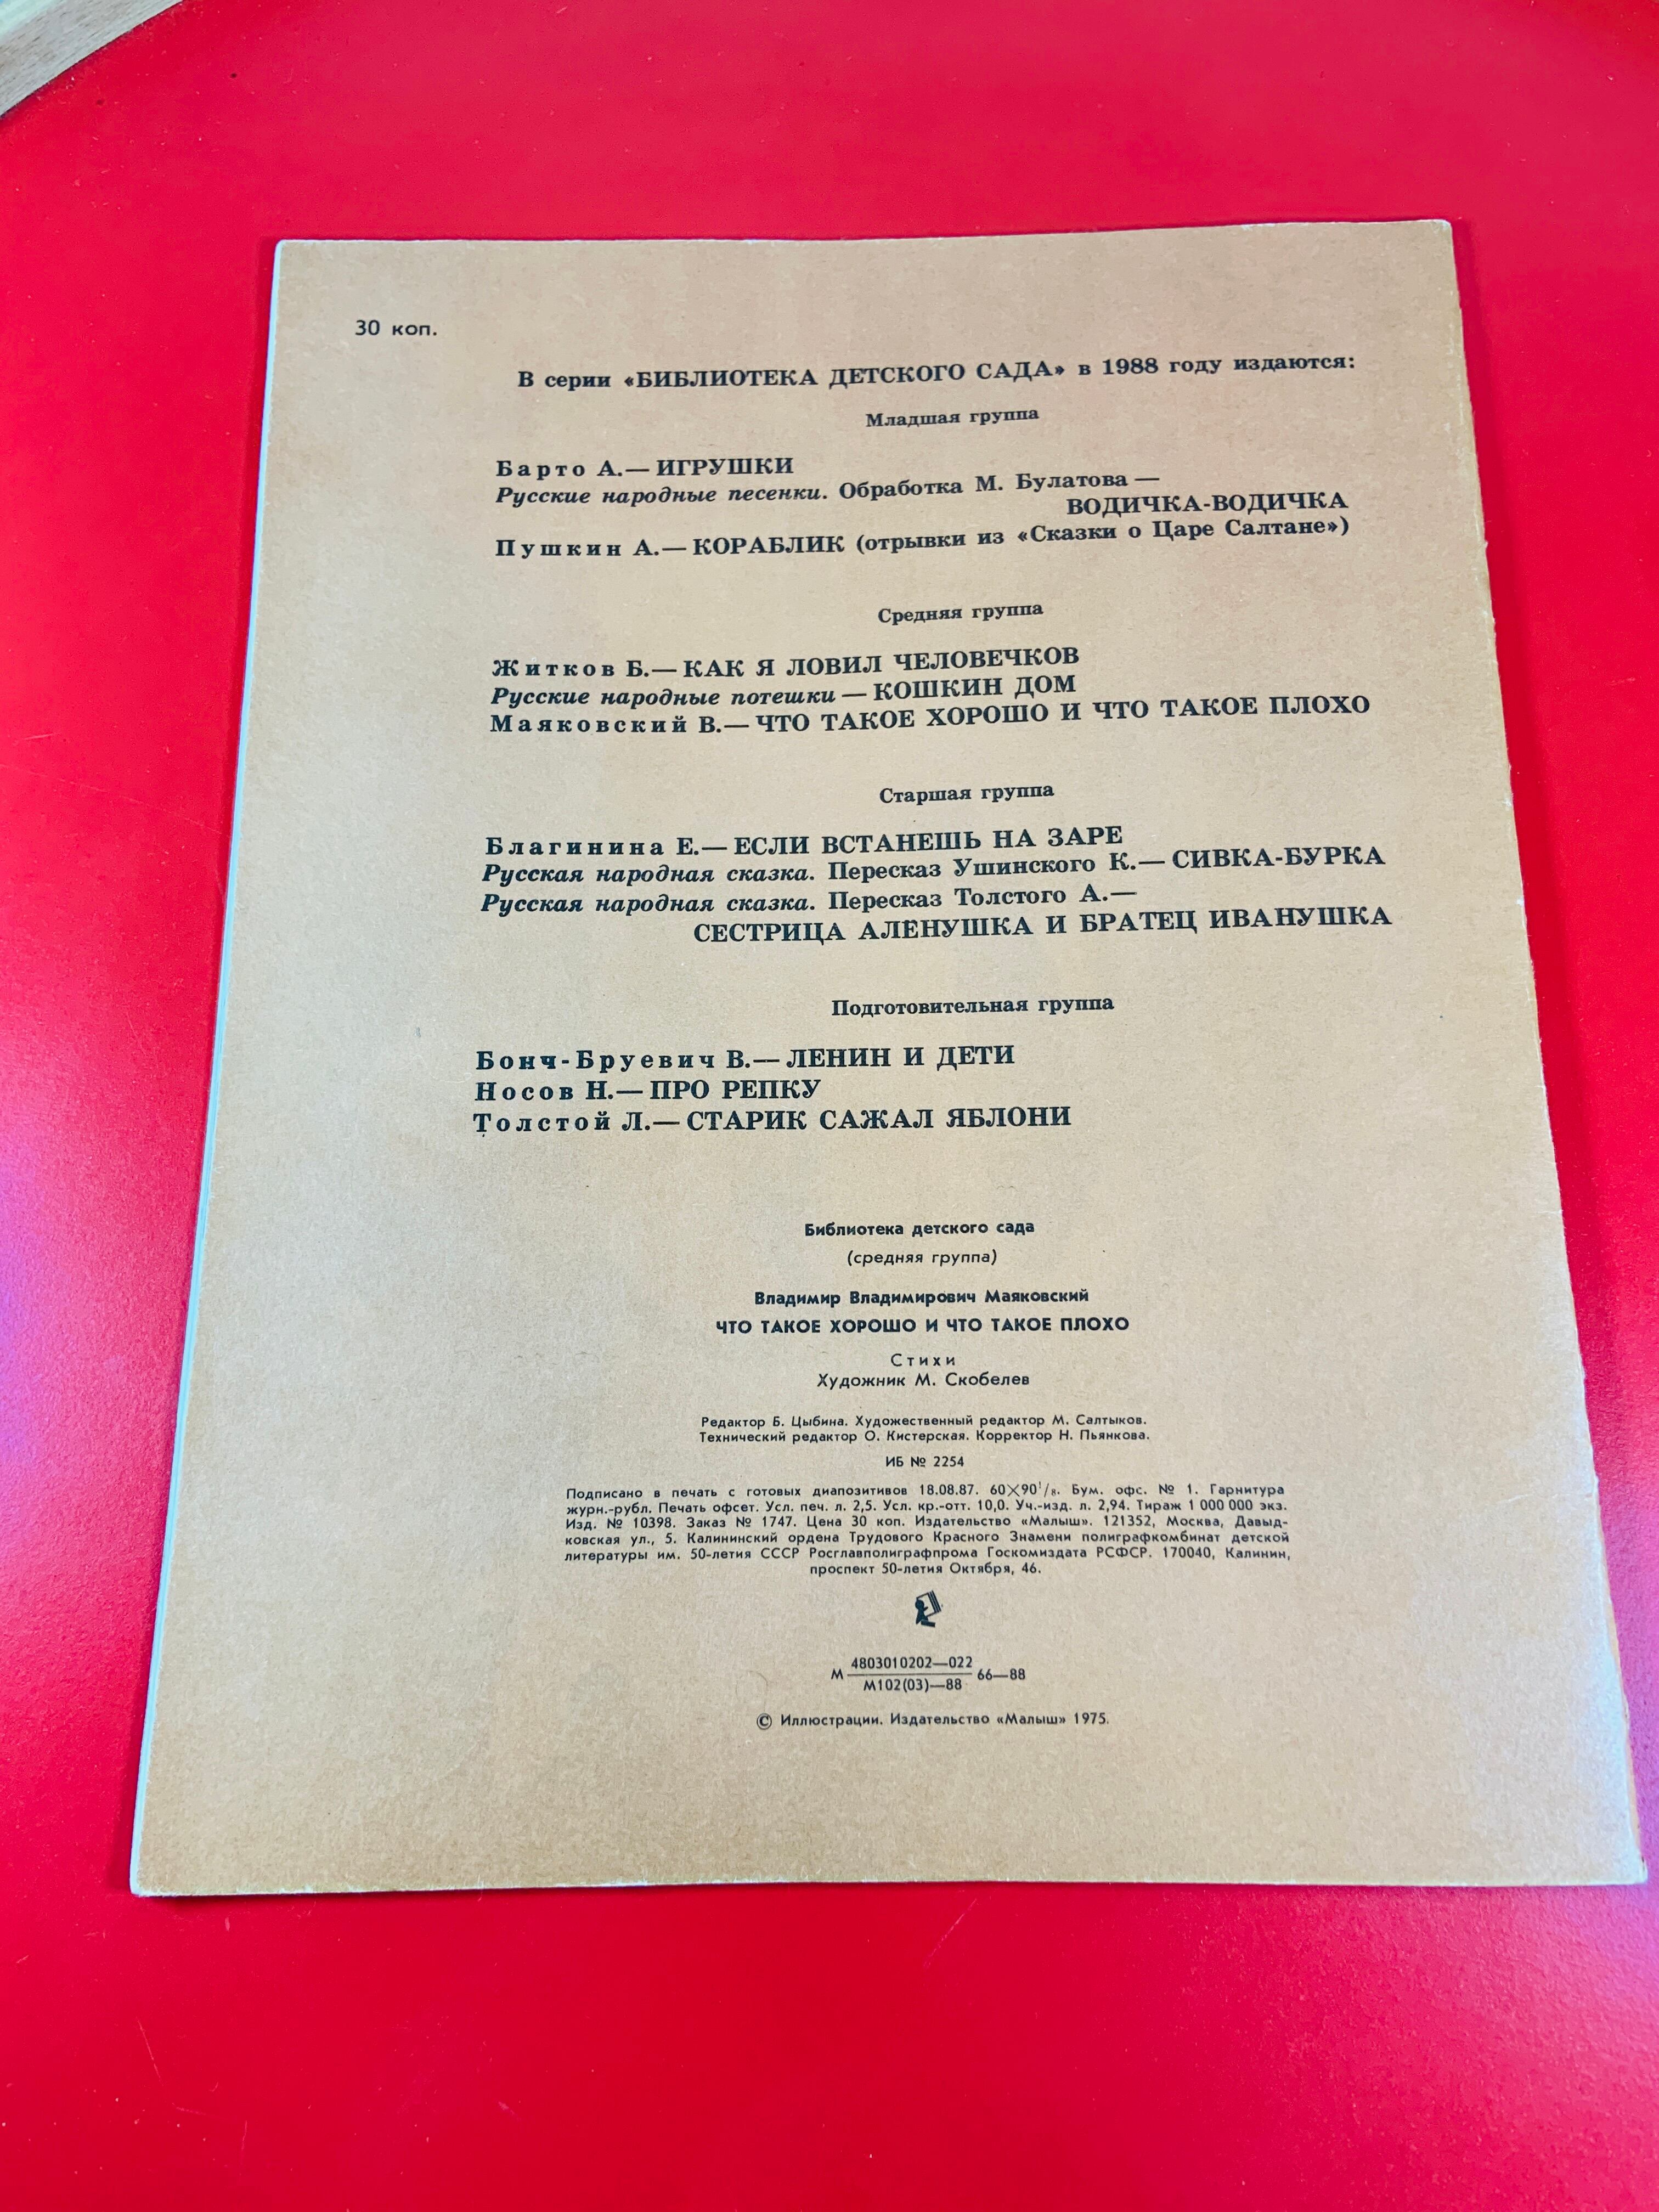 30 коп.
В серии «БИБЛИОТЕКА ДЕТСКОГО САДА» в 1988 году издаются:
Младшая группа
Барто А.— ИГРУШКИ
Русские народные песенки. Обработка М. Булатова —
ВОДИЧКА-ВОДИЧКА
Пушкин А.— КОРАБЛИК (отрывки из «Сказки о Царе Салтане»)
Средняя группа
Житков Б.— КАК Я ЛОВИЛ ЧЕЛОВЕЧКОВ
Русские народные потешки — КОШКИН ДОМ
Маяковский В.— ЧТО ТАКОЕ ХОРОШО И ЧТО ТАКОЕ ПЛОХО
Старшая группа
Благинина Е.— ЕСЛИ ВСТАНЕШЬ НА ЗАРЕ
Русская народная сказка. Пересказ Ушинского К.— СИВКА-БУРКА
Русская народная сказка. Пересказ Толстого А.—
СЕСТРИЦА АЛЁНУШКА И БРАТЕЦ ИВАНУШКА
Подготовительная группа
Бонч-Бруевич В.— ЛЕНИН И ДЕТИ
Носов Н.— ПРО РЕПКУ
Толстой Л.— СТАРИК САЖАЛ ЯБЛОНИ
Библиотека детского сада
(средняя группа)
Владимир Владимирович Маяковский
ЧТО ТАКОЕ ХОРОШО И ЧТО ТАКОЕ ПЛОХО
Стихи
Художник М. Скобелев
Редактор Б. Цыбина. Художественный редактор М. Салтыков.
Технический редактор О. Кистерская. Корректор Н. Пьянкова.
ИБ № 2254
Подписано в печать с готовых диапозитивов 18.08.87. 60×90¹/₈. Бум. офс. № 1. Гарнитура
журн.-рубл. Печать офсет. Усл. печ. л. 2,5. Усл. кр.-отт. 10,0. Уч.-изд. л. 2,94. Тираж 1 000 000 экз.
Изд. № 10398. Заказ № 1747. Цена 30 коп. Издательство «Малыш». 121352, Москва, Давыд-
ковская ул., 5. Калининский ордена Трудового Красного Знамени полиграфкомбинат детской
литературы им. 50-летия СССР Росглавполиграфпрома Госкомиздата РСФСР. 170040, Калинин,
проспект 50-летия Октября, 46.
4803010202—022
М 66—88
М102(03)—88
© Иллюстрации. Издательство «Малыш» 1975.